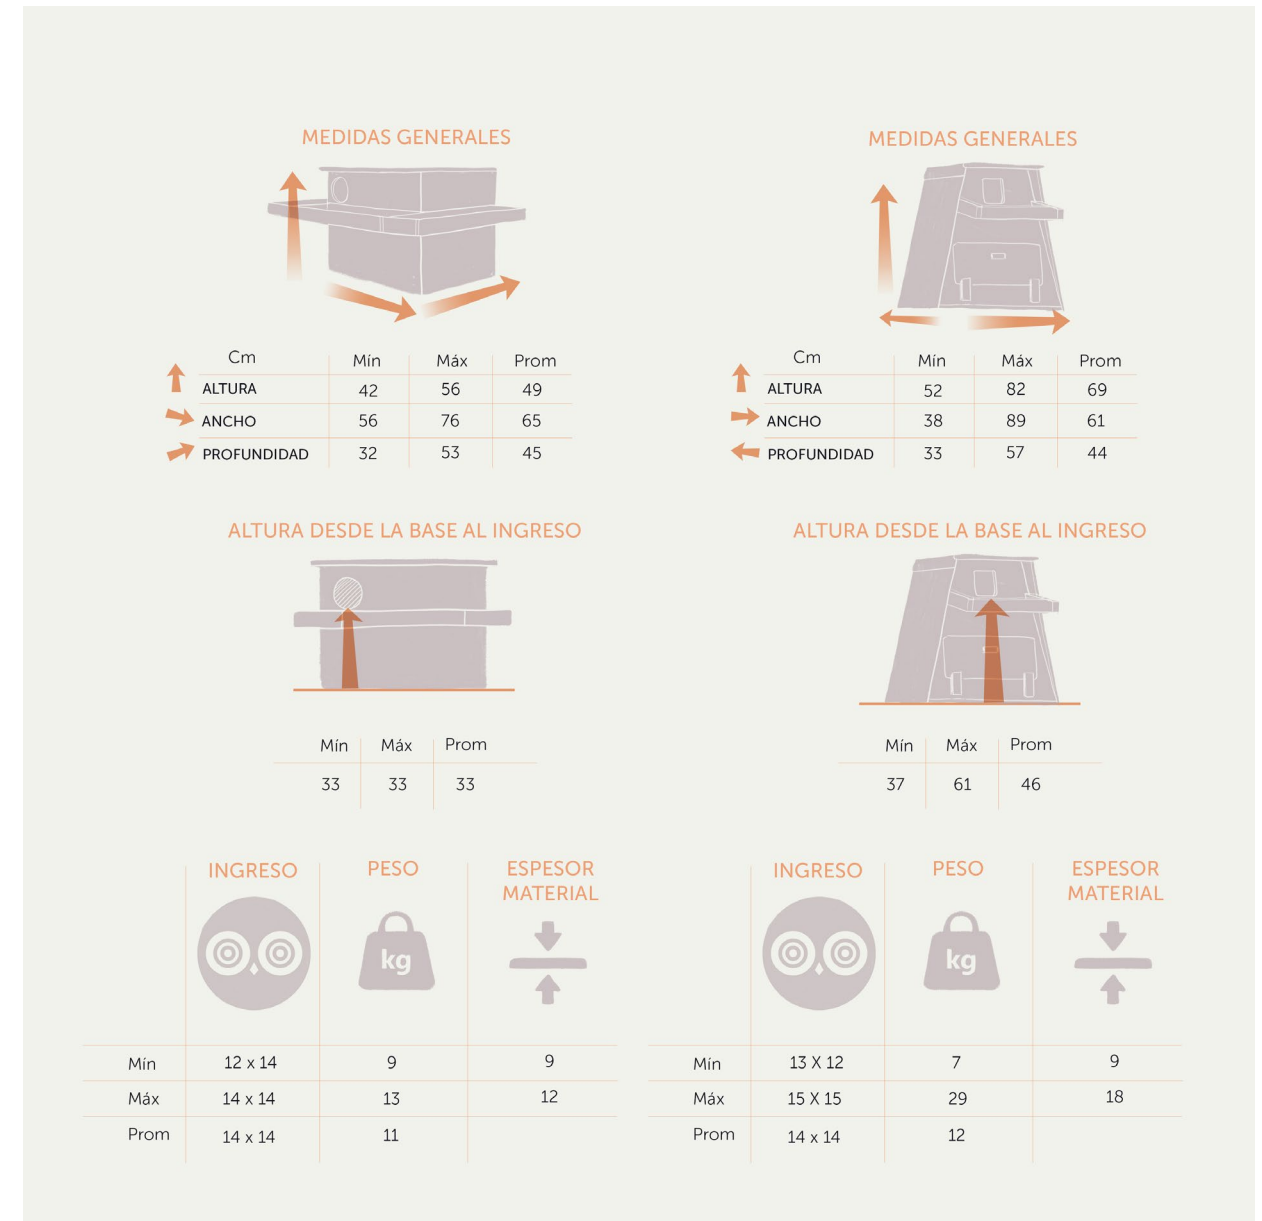 MEDIDAS GENERALES
Cm Mín Máx Prom
ALTURA 42 56 49
ANCHO 56 76 65
PROFUNDIDAD 32 53 45
ALTURA DESDE LA BASE AL INGRESO
Mín Máx Prom
33 33 33
INGRESO PESO ESPESOR
MATERIAL
kg
Mín 12 x 14 9 9
Máx 14 x 14 13 12
Prom 14 x 14 11
MEDIDAS GENERALES
Cm Mín Máx Prom
ALTURA 52 82 69
ANCHO 38 89 61
PROFUNDIDAD 33 57 44
ALTURA DESDE LA BASE AL INGRESO
Mín Máx Prom
37 61 46
INGRESO PESO ESPESOR
MATERIAL
kg
Mín 13 X 12 7 9
Máx 15 X 15 29 18
Prom 14 x 14 12